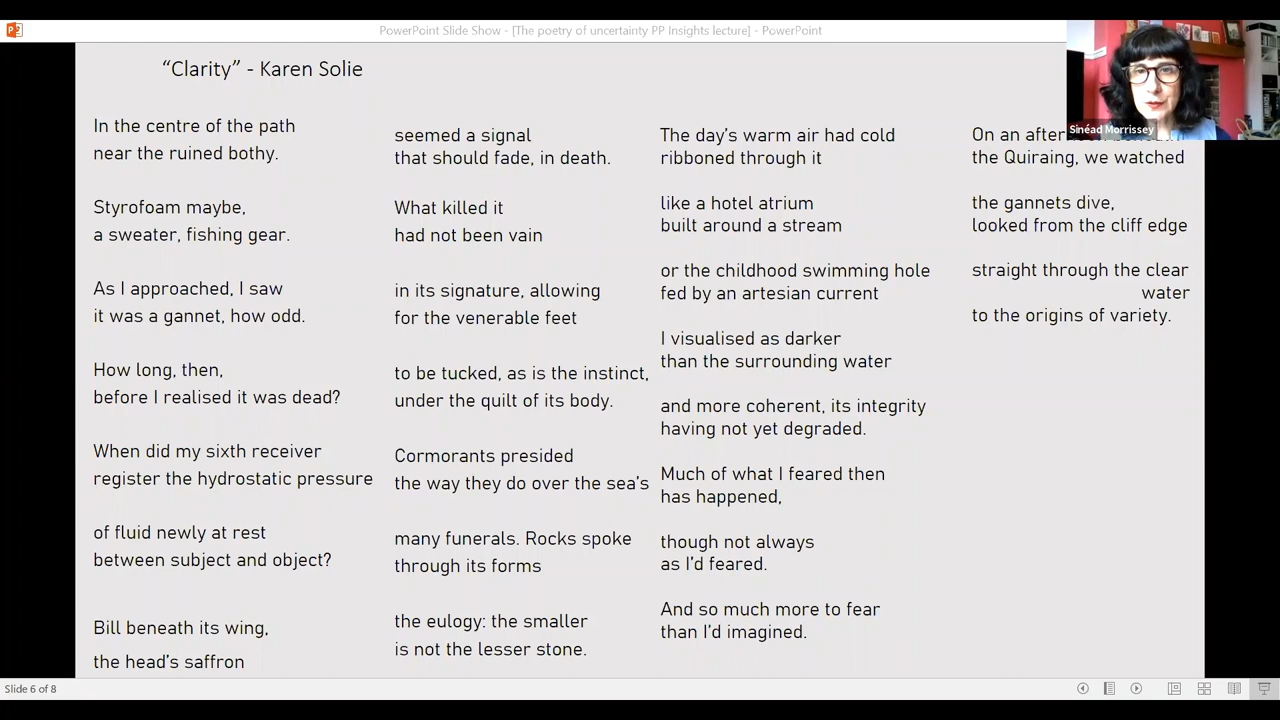 PowerPoint Slide Show - [The poetry of uncertainty PP Insights lecture] - PowerPoint
Sinéad Morrissey
“Clarity” - Karen Solie
In the centre of the path
near the ruined bothy.
Styrofoam maybe,
a sweater, fishing gear.
As I approached, I saw
it was a gannet, how odd.
How long, then,
before I realised it was dead?
When did my sixth receiver
register the hydrostatic pressure
of fluid newly at rest
between subject and object?
Bill beneath its wing,
the head’s saffron
seemed a signal
that should fade, in death.
What killed it
had not been vain
in its signature, allowing
for the venerable feet
to be tucked, as is the instinct,
under the quilt of its body.
Cormorants presided
the way they do over the sea’s
many funerals. Rocks spoke
through its forms
the eulogy: the smaller
is not the lesser stone.
The day’s warm air had cold
ribboned through it
like a hotel atrium
built around a stream
or the childhood swimming hole
fed by an artesian current
I visualised as darker
than the surrounding water
and more coherent, its integrity
having not yet degraded.
Much of what I feared then
has happened,
though not always
as I’d feared.
And so much more to fear
than I’d imagined.
On an
the Quiraing, we watched
the gannets dive,
looked from the cliff edge
straight through the clear
water
to the origins of variety.
Slide 6 of 8